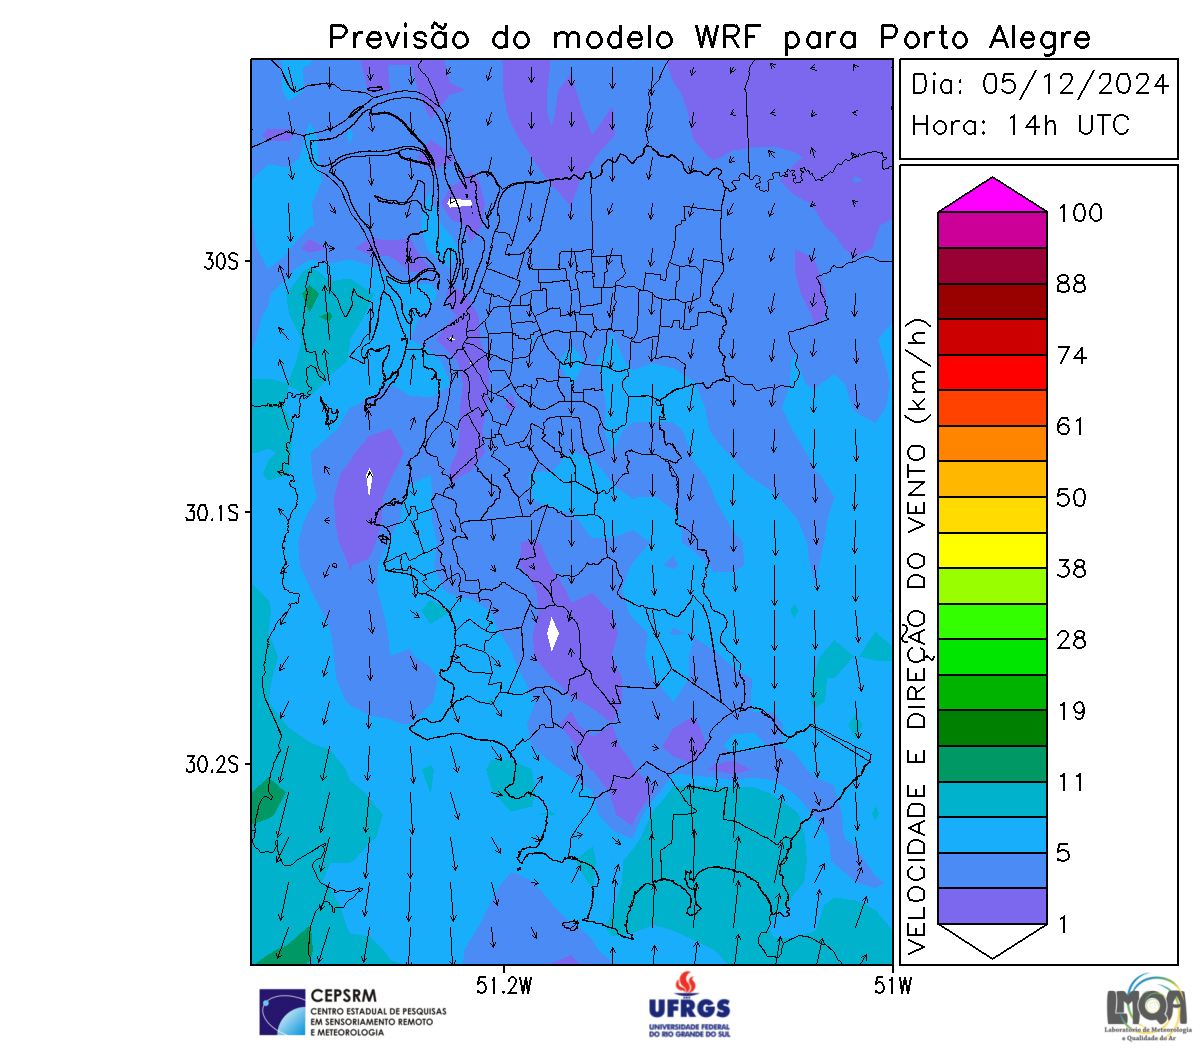 Previsão do modelo WRF para Porto Alegre
Dia: 05/12/2024
Hora: 14h UTC
30S
30.1S
30.2S
51.2W
51W
VELOCIDADE E DIREÇÃO DO VENTO (km/h)
100
88
74
61
50
38
28
19
11
5
1
CEPSRM
CENTRO ESTADUAL DE PESQUISAS
EM SENSORIAMENTO REMOTO
E METEOROLOGIA
UFRGS
UNIVERSIDADE FEDERAL
DO RIO GRANDE DO SUL
LMQA
Laboratório de Meteorologia
e Qualidade do Ar